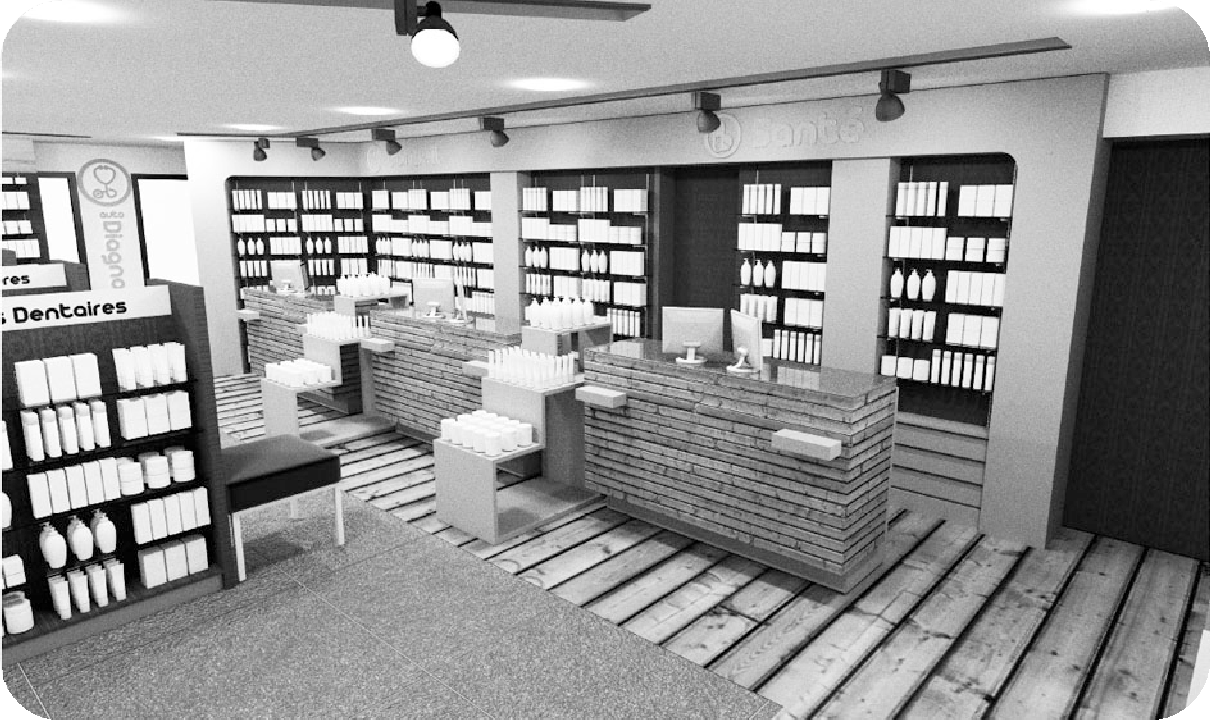 Santé
auto
Diagno
res
s Dentaires